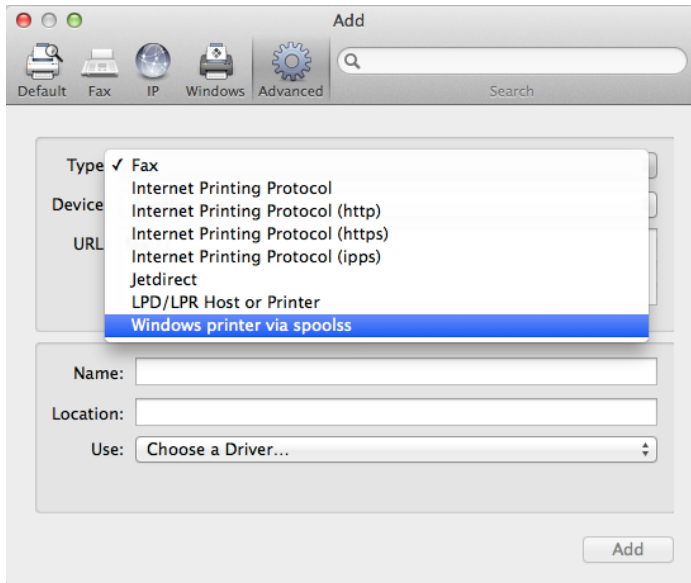 Add
Default Fax IP Windows Advanced Search
Type ✓ Fax
Internet Printing Protocol
Device Internet Printing Protocol (http)
Internet Printing Protocol (https)
URL
Internet Printing Protocol (ipps)
Jetdirect
LPD/LPR Host or Printer
Windows printer via spoolss
Name:
Location:
Use: Choose a Driver...
Add